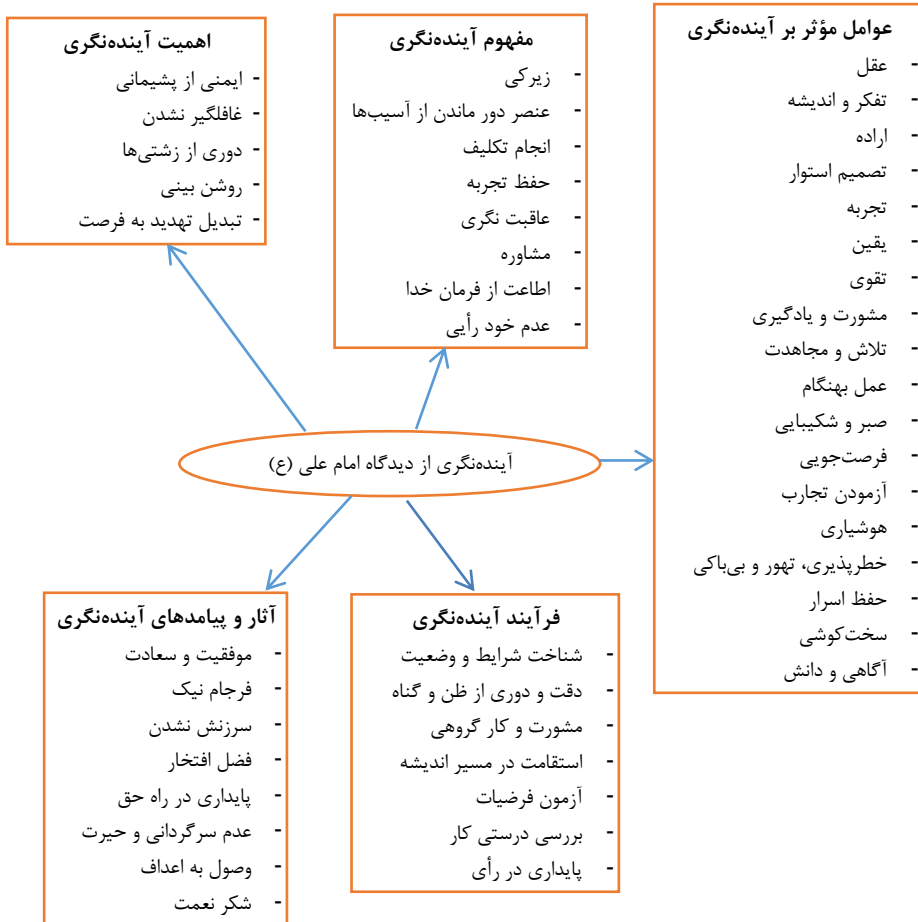 عوامل مؤثر بر آینده‌نگری
- عقل
- تفکر و اندیشه
- اراده
- تصمیم استوار
- تجربه
- یقین
- تقوی
- مشورت و یادگیری
- تلاش و مجاهدت
- عمل بهنگام
- صبر و شکیبایی
- فرصت‌جویی
- آزمودن تجارب
- هوشیاری
- خطرپذیری، تهور و بی‌باکی
- حفظ اسرار
- سخت‌کوشی
- آگاهی و دانش
مفهوم آینده‌نگری
- زیرکی
- عنصر دور ماندن از آسیب‌ها
- انجام تکلیف
- حفظ تجربه
- عاقبت نگری
- مشاوره
- اطاعت از فرمان خدا
- عدم خود رأیی
اهمیت آینده‌نگری
- ایمنی از پشیمانی
- غافلگیر نشدن
- دوری از زشتی‌ها
- روشن بینی
- تبدیل تهدید به فرصت
آینده‌نگری از دیدگاه امام علی (ع)
فرآیند آینده‌نگری
- شناخت شرایط و وضعیت
- دقت و دوری از ظن و گناه
- مشورت و کار گروهی
- استقامت در مسیر اندیشه
- آزمون فرضیات
- بررسی درستی کار
- پایداری در رأی
آثار و پیامدهای آینده‌نگری
- موفقیت و سعادت
- فرجام نیک
- سرزنش نشدن
- فضل افتخار
- پایداری در راه حق
- عدم سرگردانی و حیرت
- وصول به اعداف
- شکر نعمت